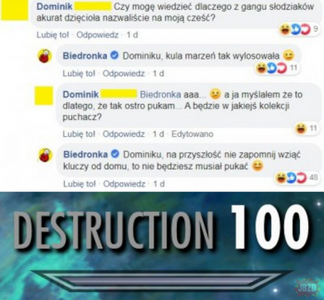 Dominik Czy mogę wiedzieć dlaczego z gangu słodziaków
akurat dzięcioła nazwaliście na moją cześć?
Lubię to! · Odpowiedz · 1 d 9
Biedronka Dominiku, kula marzeń tak wylosowała
Lubię to! · Odpowiedz · 1 d 11
Dominik Biedronka aaa... a ja myślałem że to
dlatego, że tak ostro pukam... A będzie w jakiejś kolekcji
puchacz? 11
Lubię to! · Odpowiedz · 1 d · Edytowano
Biedronka Dominiku, na przyszłość nie zapomnij wziąć
kluczy od domu, to nie będziesz musiał pukać
48
Lubię to! · Odpowiedz · 1 d
DESTRUCTION 100
JBZD